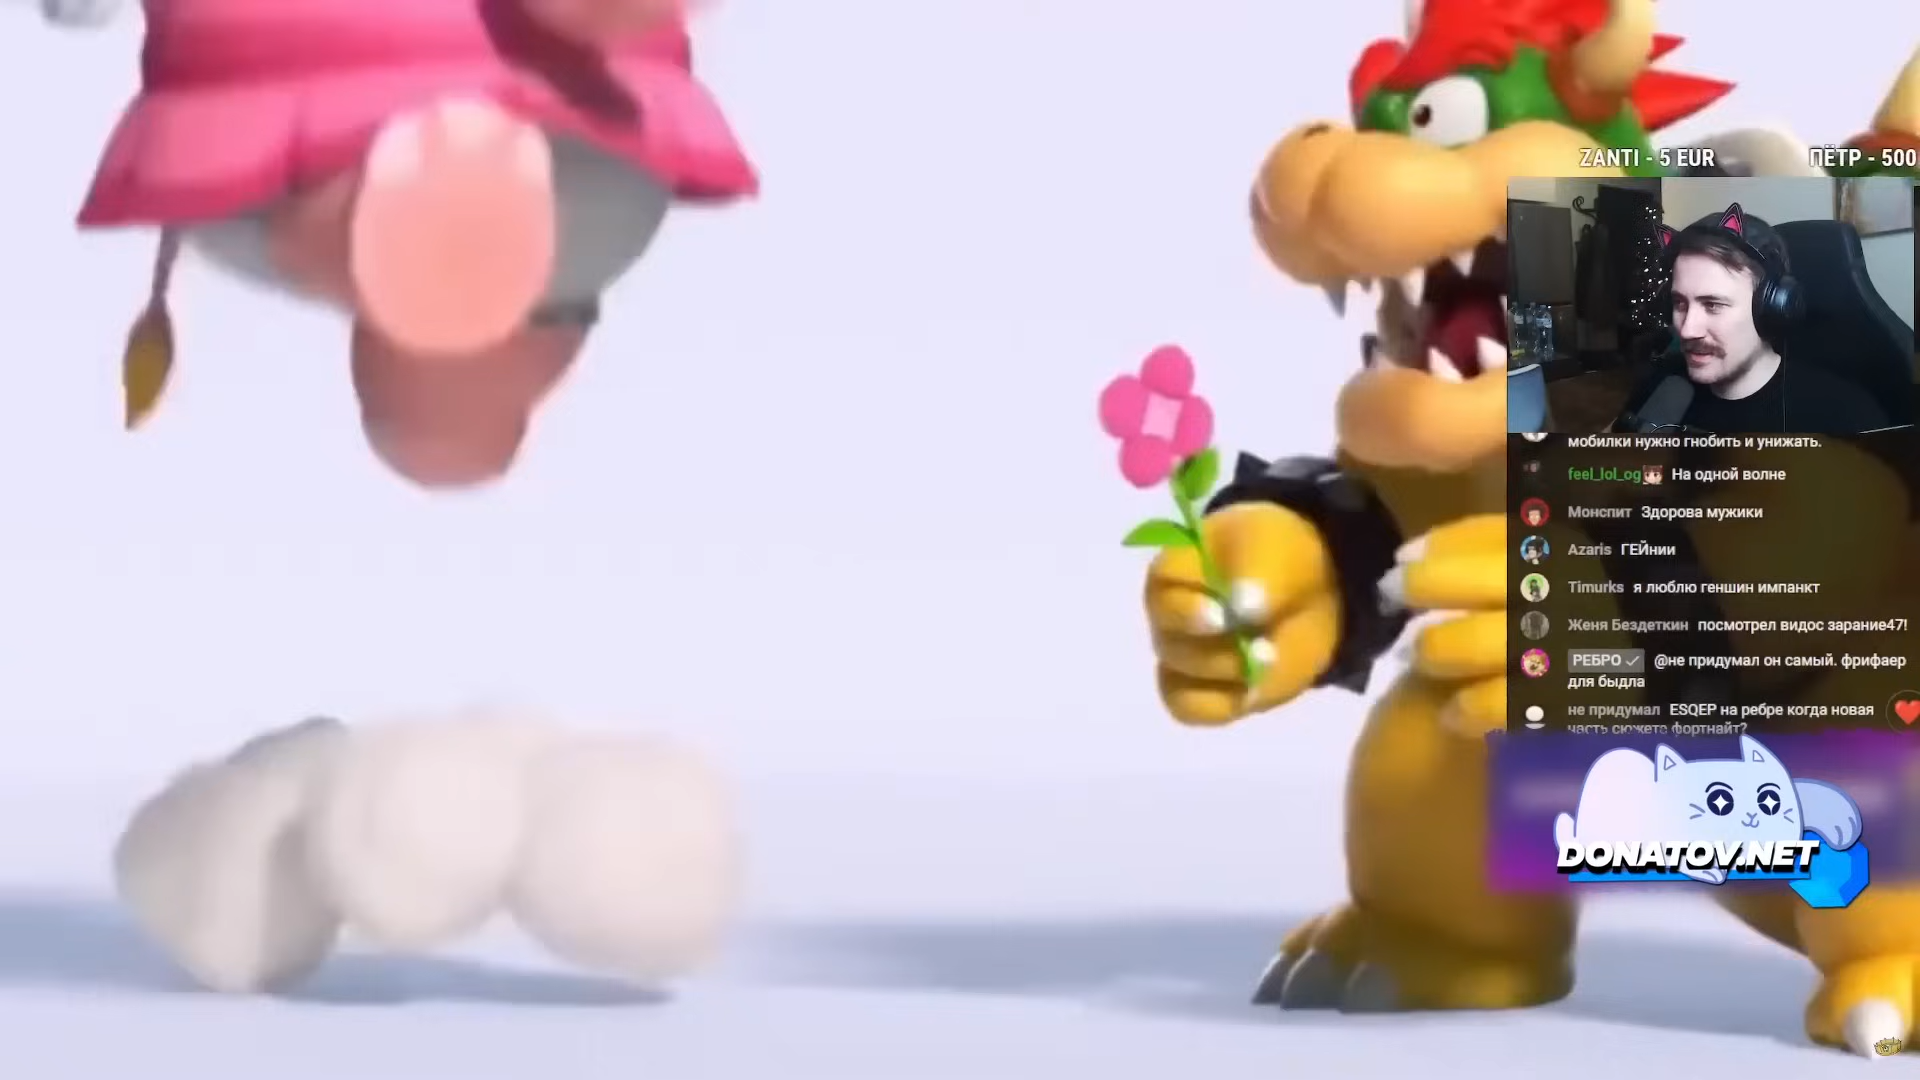 ZANTI - 5 EUR
ПЁТР - 500
мобилки нужно гнобить и унижать.
feel_lol_og На одной волне
Монспит Здорова мужики
Azaris ГЕЙнии
Timurks я люблю геншин импанкт
Женя Бездеткин посмотрел видос зарание47!
РЕБРО @не придумал он самый. фрифаер
для быдла
не придумал ESQEP на ребре когда новая
часть сюжете фортнайт?
DONATOV.NET